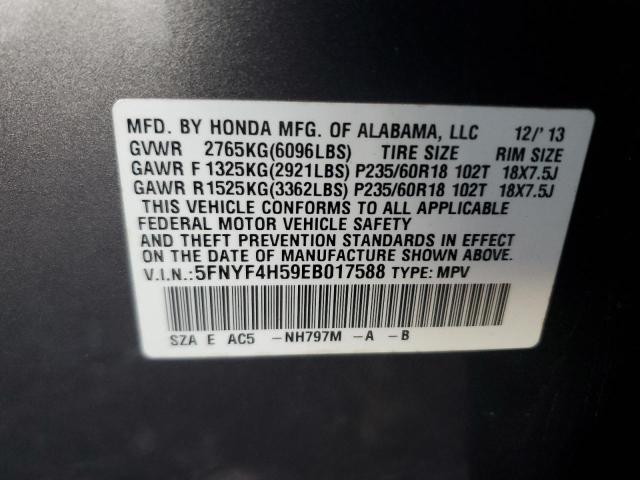 MFD. BY HONDA MFG. OF ALABAMA, LLC 12/'13
GVWR 2765KG(6096LBS) TIRE SIZE RIM SIZE
GAWR F 1325KG(2921LBS) P235/60R18 102T 18X7.5J
GAWR R 1525KG(3362LBS) P235/60R18 102T 18X7.5J
THIS VEHICLE CONFORMS TO ALL APPLICABLE
FEDERAL MOTOR VEHICLE SAFETY
AND THEFT PREVENTION STANDARDS IN EFFECT
ON THE DATE OF MANUFACTURE SHOWN ABOVE.
V.I.N.:5FNYF4H59EB017588 TYPE: MPV
SZA E AC5 -NH797M -A -B